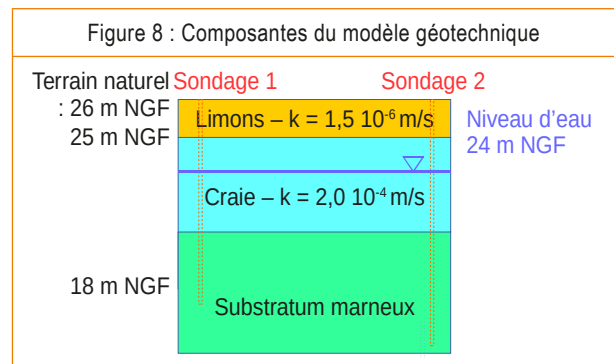 Figure 8 : Composantes du modèle géotechnique
Terrain naturel
: 26 m NGF
25 m NGF
Sondage 1
Sondage 2
Limons – k = 1,5 10-6 m/s
Niveau d'eau
24 m NGF
Craie – k = 2,0 10-4 m/s
18 m NGF
Substratum marneux